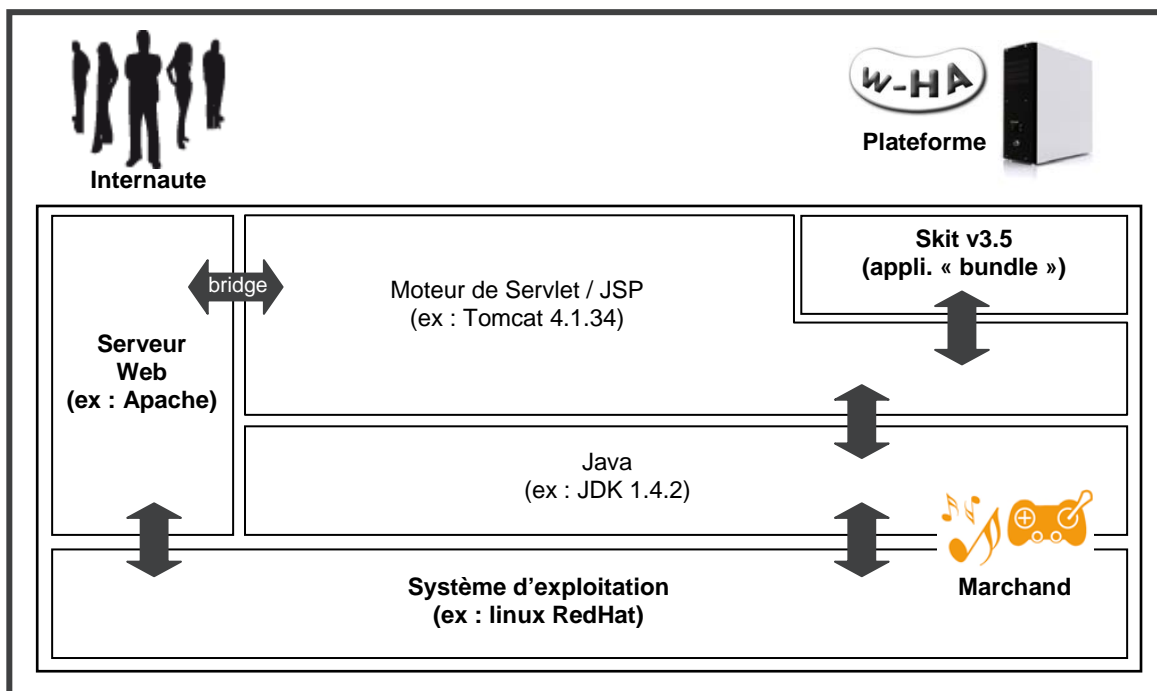 W-HA
Plateforme
Internaute
Skit v3.5
(appli. « bundle »)
bridge
Moteur de Servlet / JSP
(ex : Tomcat 4.1.34)
Serveur
Web
(ex : Apache)
Java
(ex : JDK 1.4.2)
Système d'exploitation
(ex : linux RedHat)
Marchand